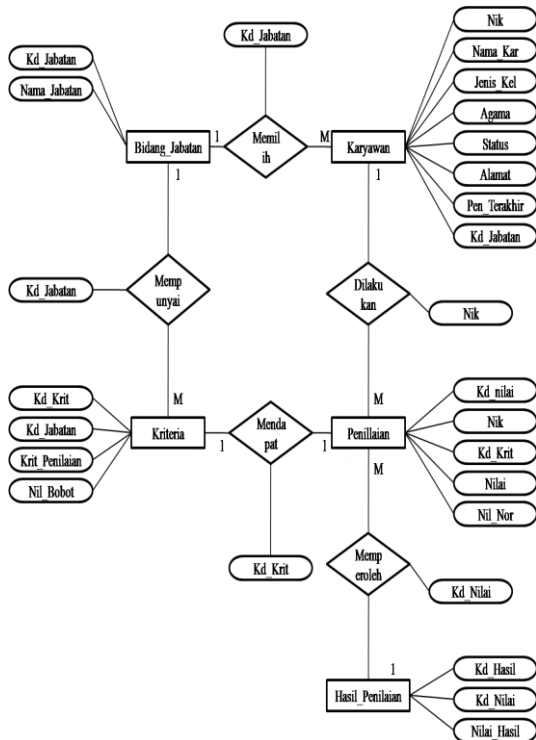 Nik
Kd_Jabatan
Nama_Kar
Kd_Jabatan
Jenis_Kel
Nama_Jabatan
Agama
1
Memil
ih
M
Bidang_Jabatan
Karyawan
Status
1
1
Alamat
Pen_Terakhir
Kd_Jabatan
Kd_Jabatan
Memp
unyai
Dilaku
kan
Nik
M
M
Kd_Krit
Kd_nilai
Kd_Jabatan
Nik
Kriteria
1
Menda
pat
1
Penillaian
Krit_Penilaian
Kd_Krit
Nil_Bobot
M
Nilai
Nil_Nor
Kd_Krit
Memp
eroleh
Kd_Nilai
1
Kd_Hasil
Hasil_Penilaian
Kd_Nilai
Nilai_Hasil